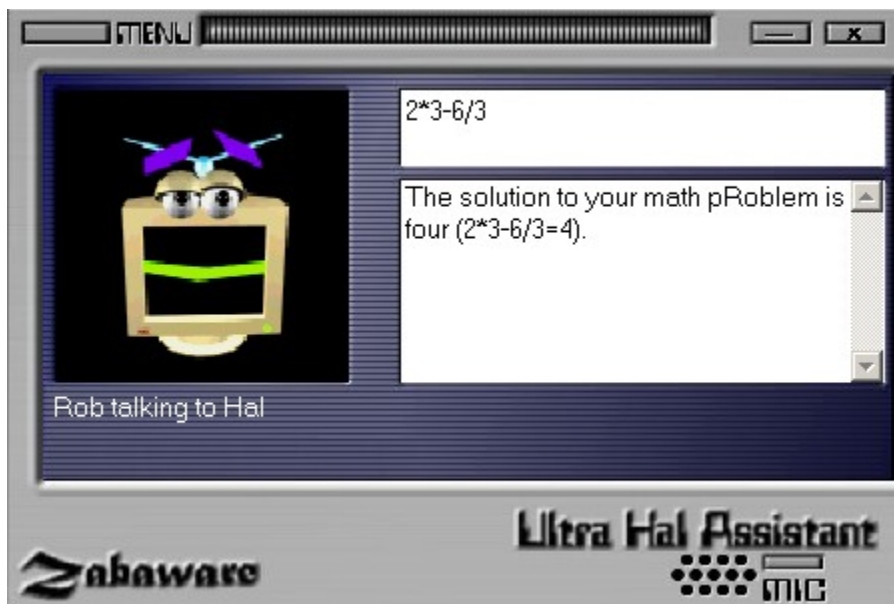 MENU
2*3-6/3
The solution to your math pRoblem is
four (2*3-6/3=4).
Rob talking to Hal
Ultra Hal Assistant
Zabaware
MIC